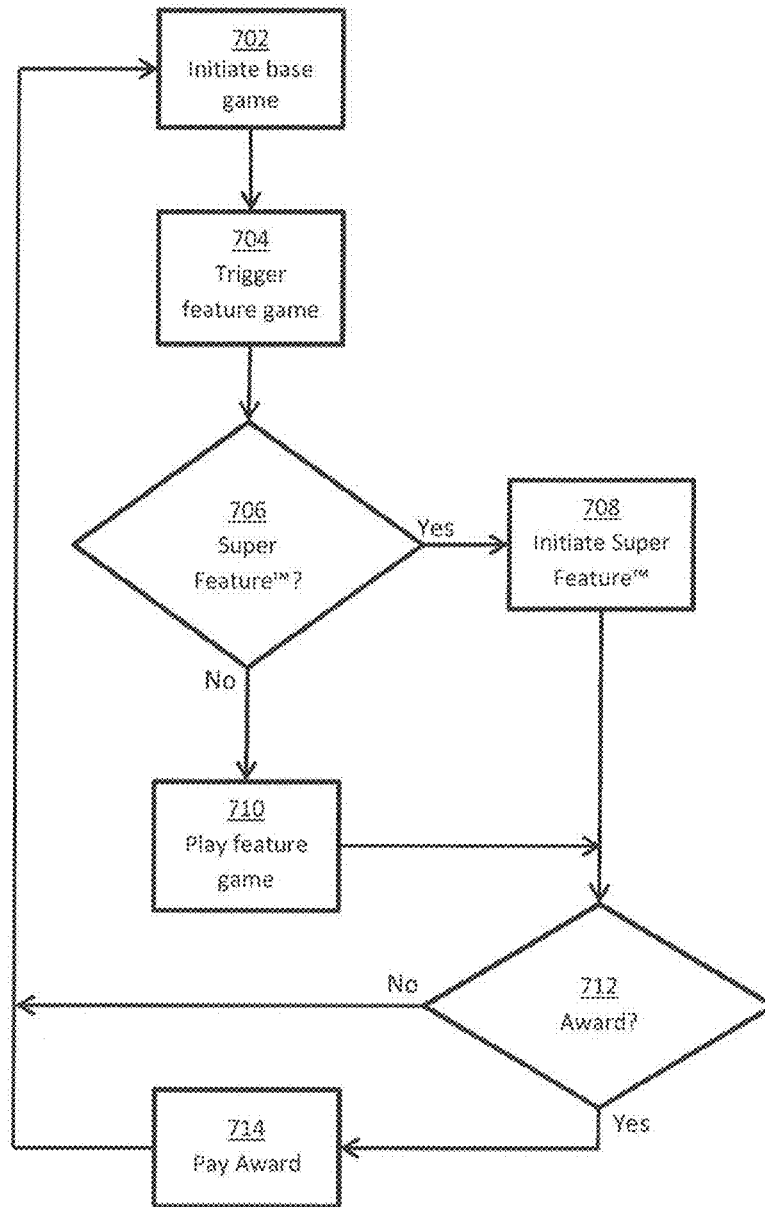 702
Initiate base
game
704
Trigger
feature game
706
Super
Feature™?
Yes
708
Initiate Super
Feature™
No
710
Play feature
game
No
712
Award?
Yes
714
Pay Award